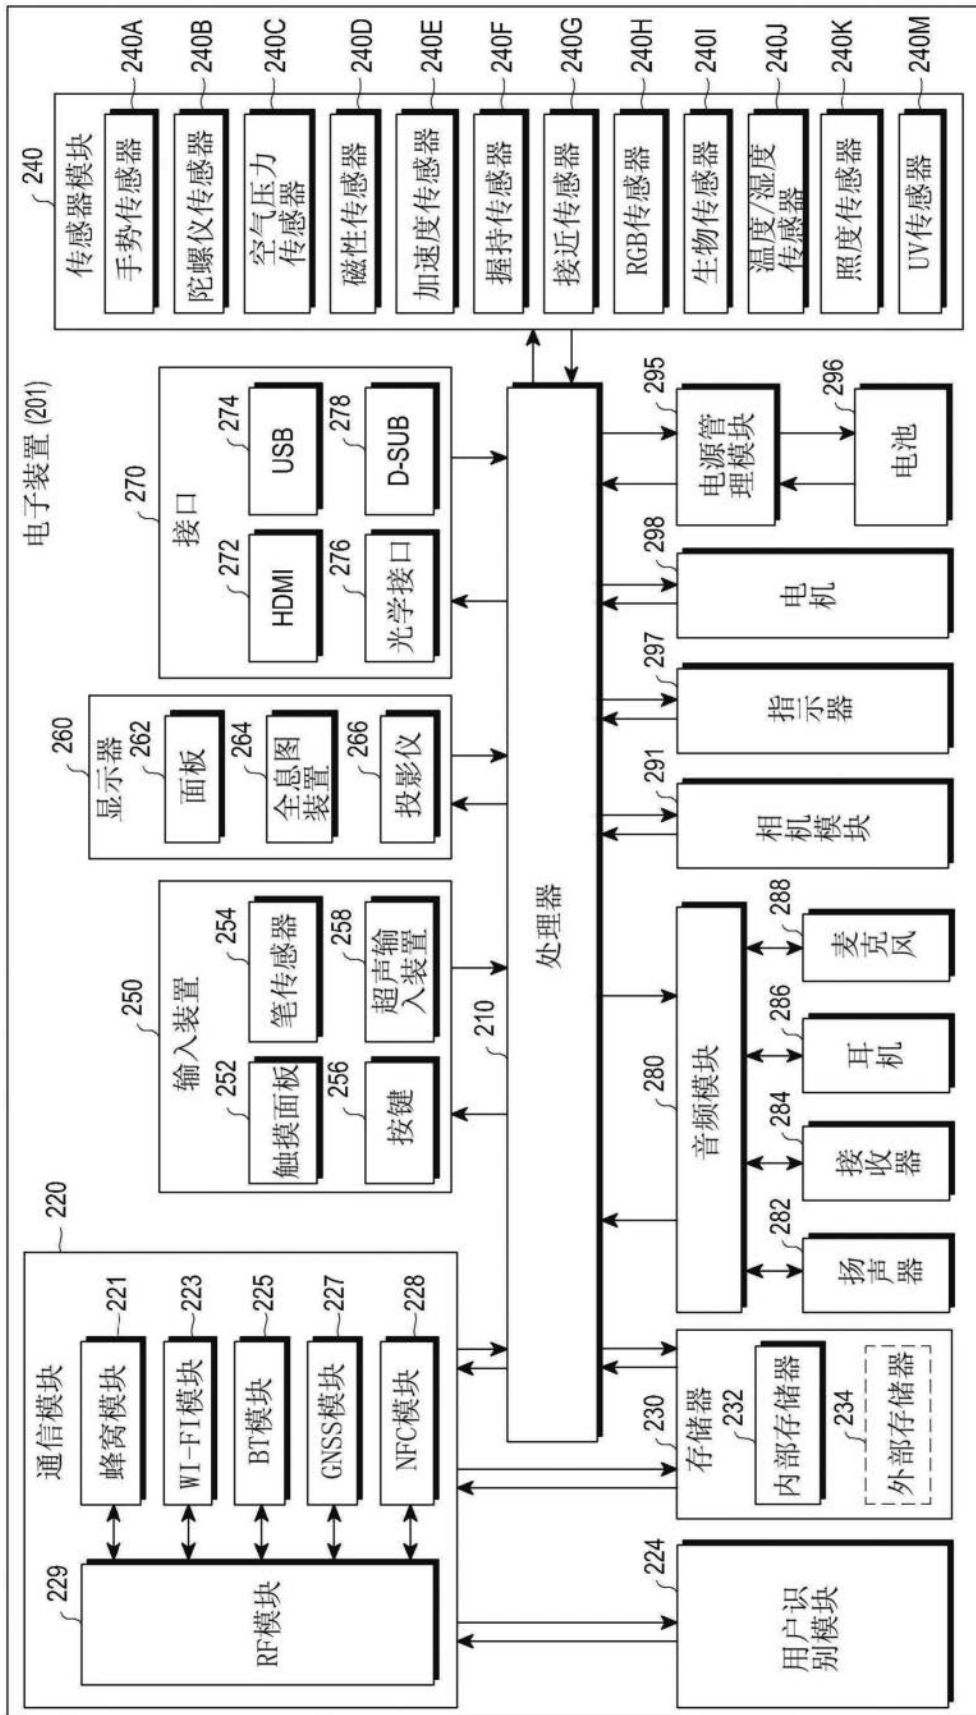 电子装置 (201)
220
通信模块
229
RF模块
蜂窝模块
221
WI-FI模块
223
BT模块
225
GNSS模块
227
NFC模块
228
250
输入装置
252
触摸面板
254
笔传感器
256
按键
258
超声输
入装置
260
显示器
262
面板
264
全息图
装置
266
投影仪
270
接口
272
HDMI
274
USB
276
光学接口
278
D-SUB
240
传感器模块
手势传感器
240A
陀螺仪传感器
240B
空气压力
传感器
240C
磁性传感器
240D
加速度传感器
240E
握持传感器
240F
接近传感器
240G
RGB传感器
240H
生物传感器
240I
温度/湿度
传感器
240J
照度传感器
240K
UV传感器
240M
210
处理器
224
用户识
别模块
230
存储器
232
内部存储器
234
外部存储器
280
音频模块
282
扬声器
284
接收器
286
耳机
288
麦克风
291
相机模块
297
指示器
298
电机
295
电源管
理模块
296
电池